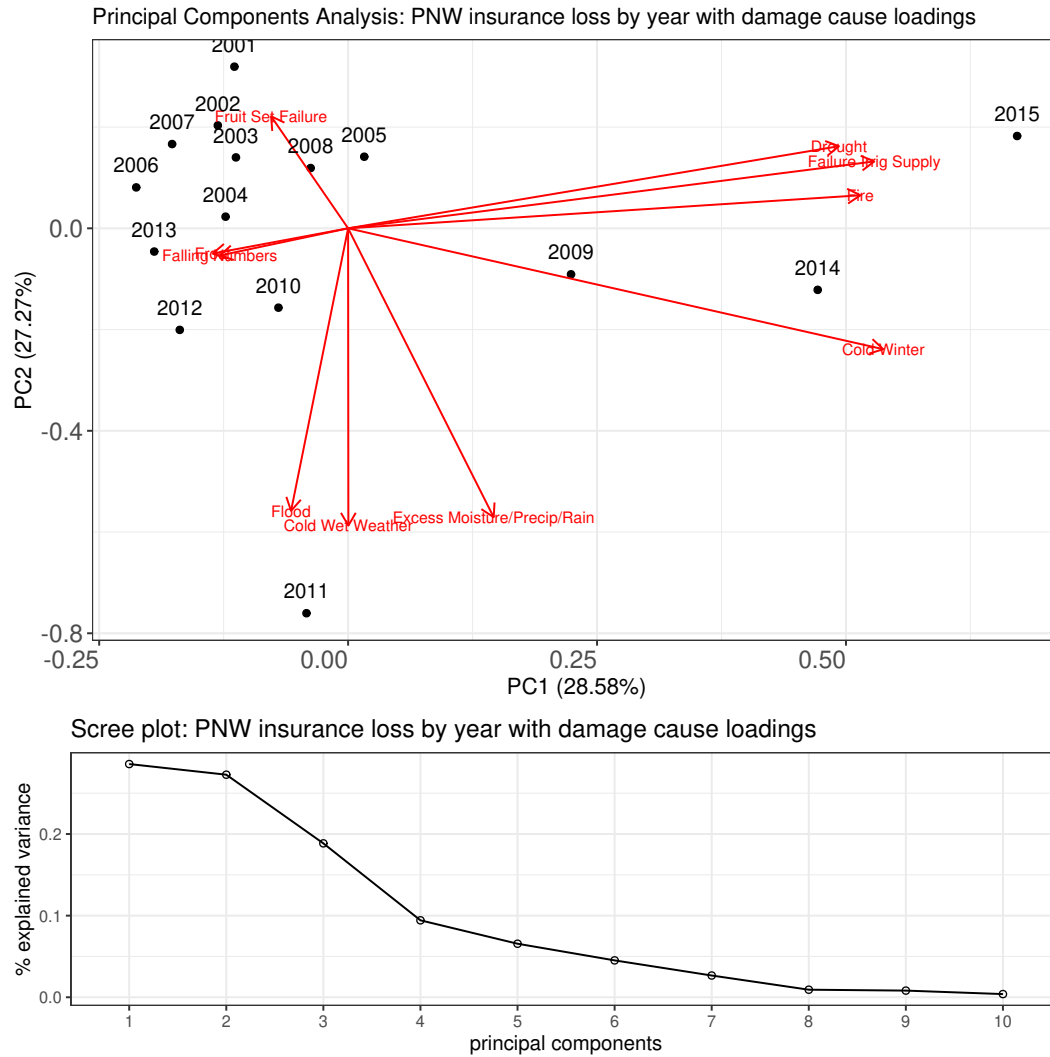 Principal Components Analysis: PNW insurance loss by year with damage cause loadings
2001
2002
Fruit Set Failure
2007
2003
2008
2005
2015
2006
Drought
Failure Irrig Supply
2004
Fire
0.0
2013
Falling Numbers
2009
2010
2014
2012
Cold Winter
PC2 (27.27%)
-0.4
Flood
Excess Moisture/Precip/Rain
Cold Wet Weather
2011
-0.8
-0.25
0.00
0.25
0.50
PC1 (28.58%)
Scree plot: PNW insurance loss by year with damage cause loadings
% explained variance
0.2
0.1
0.0
1 2 3 4 5 6 7 8 9 10
principal components